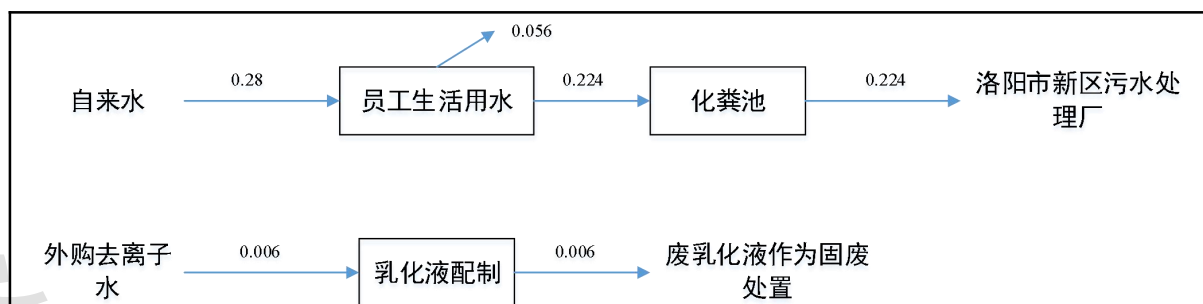 0.056
0.28
0.224
0.224
自来水
员工生活用水
化粪池
洛阳市新区污水处
理厂
外购去离子
水
0.006
乳化液配制
0.006
废乳化液作为固废
处置